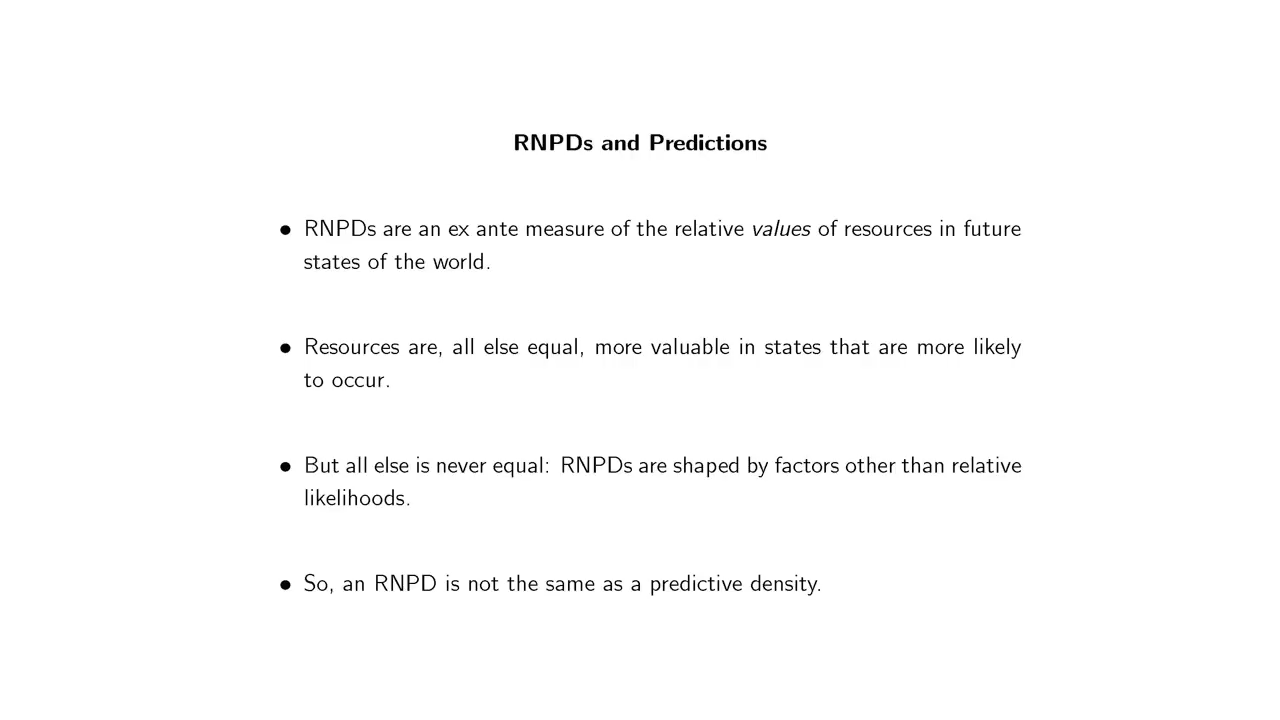 RNPDs and Predictions
• RNPDs are an ex ante measure of the relative values of resources in future
states of the world.
• Resources are, all else equal, more valuable in states that are more likely
to occur.
• But all else is never equal: RNPDs are shaped by factors other than relative
likelihoods.
• So, an RNPD is not the same as a predictive density.